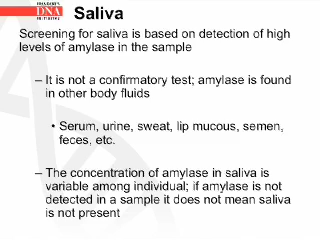 PRESIDENT'S
DNA
INITIATIVE
Saliva
Screening for saliva is based on detection of high
levels of amylase in the sample
– It is not a confirmatory test; amylase is found
in other body fluids
• Serum, urine, sweat, lip mucous, semen,
feces, etc.
– The concentration of amylase in saliva is
variable among individual; if amylase is not
detected in a sample it does not mean saliva
is not present